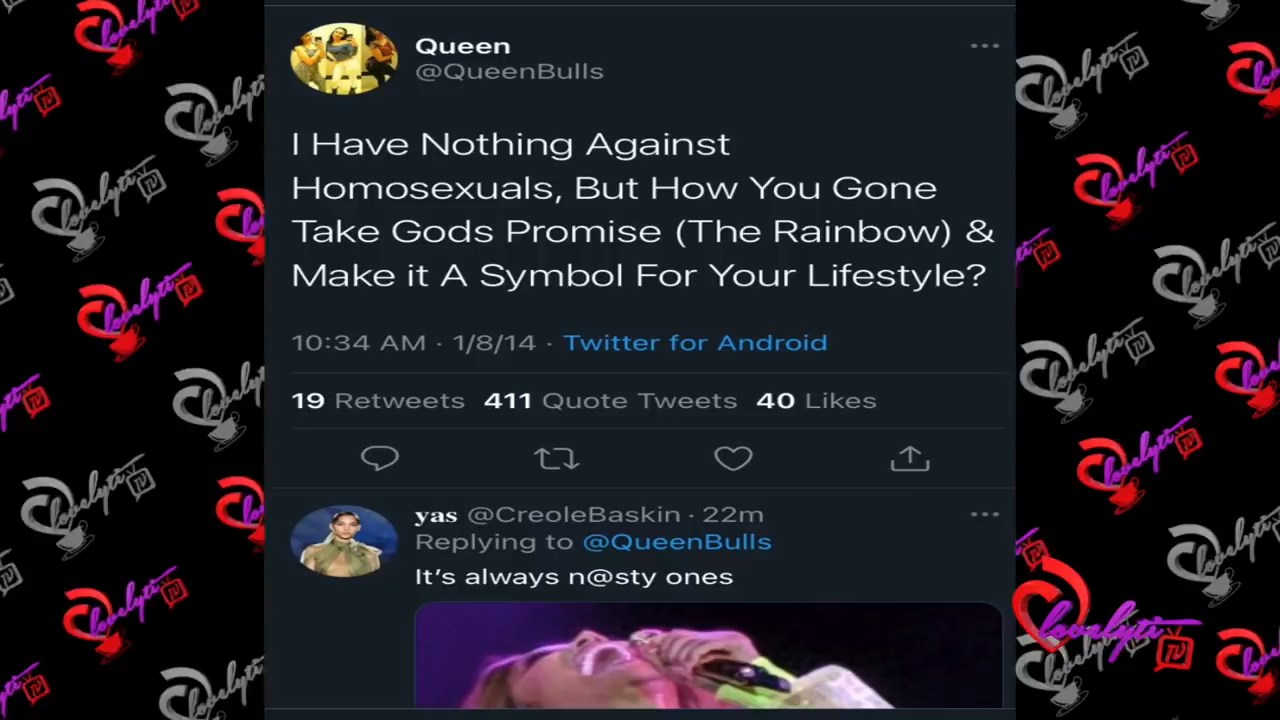 Queen
@QueenBulls
I Have Nothing Against
Homosexuals, But How You Gone
Take Gods Promise (The Rainbow) &
Make it A Symbol For Your Lifestyle?
10:34 AM · 1/8/14 · Twitter for Android
19 Retweets 411 Quote Tweets 40 Likes
yas @CreoleBaskin · 22m
Replying to @QueenBulls
It's always n@sty ones
Lovelyti TV